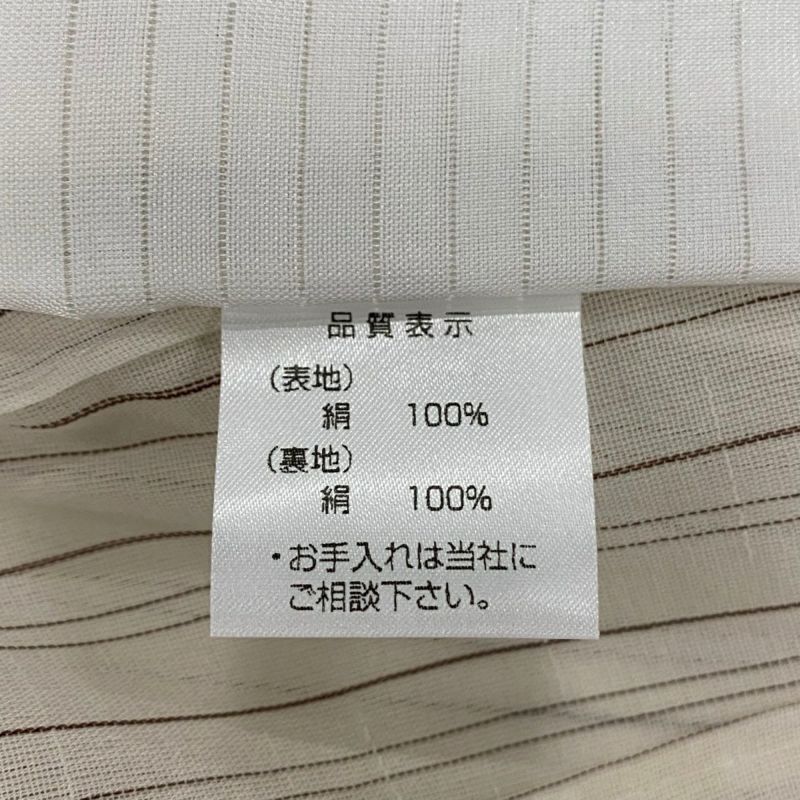 品質表示
(表地)
絹 100%
(裏地)
絹 100%
・お手入れは当社に
ご相談下さい。